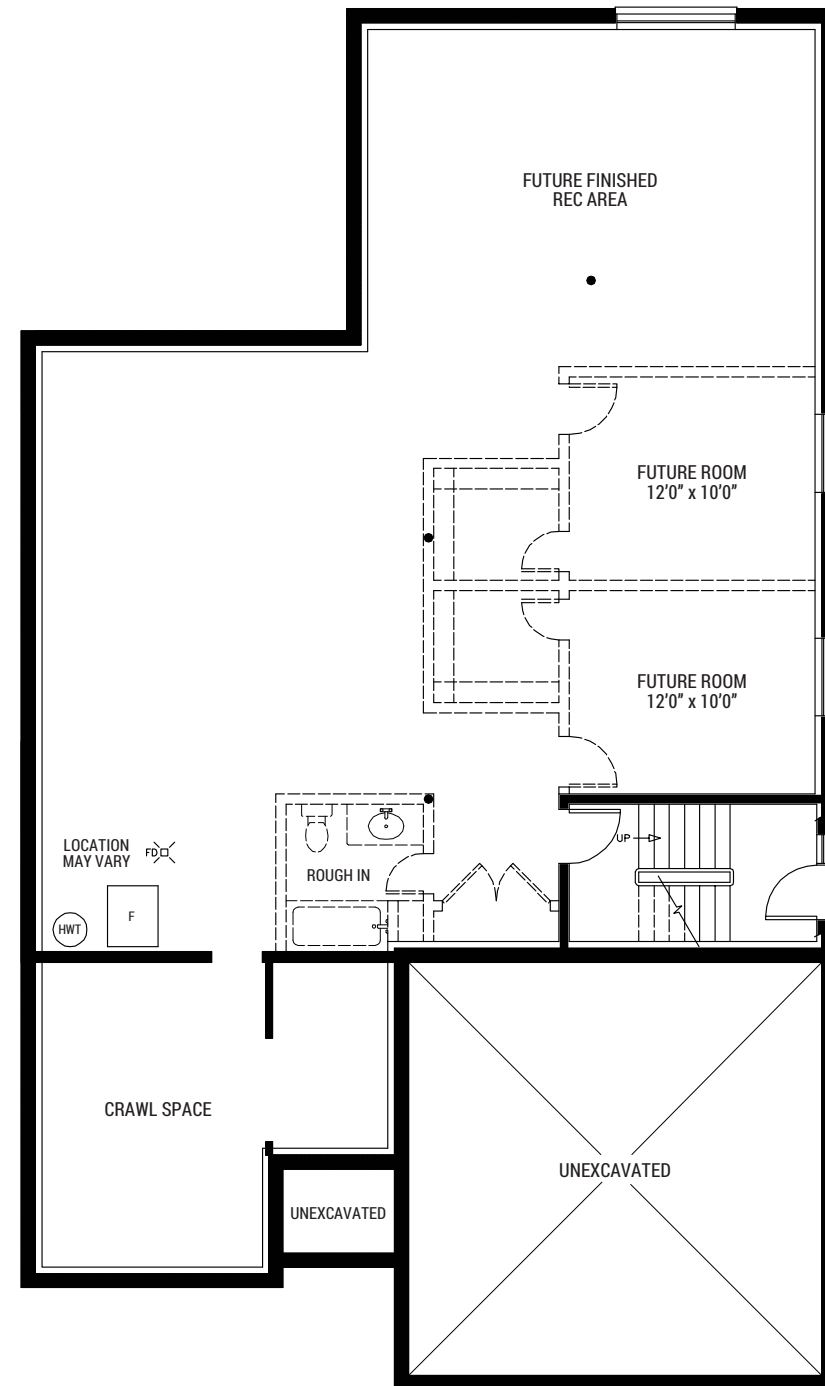 FUTURE FINISHED
REC AREA
FUTURE ROOM
12'0" x 10'0"
FUTURE ROOM
12'0" x 10'0"
LOCATION
MAY VARY
FD
UP
ROUGH IN
F
HWT
CRAWL SPACE
UNEXCAVATED
UNEXCAVATED